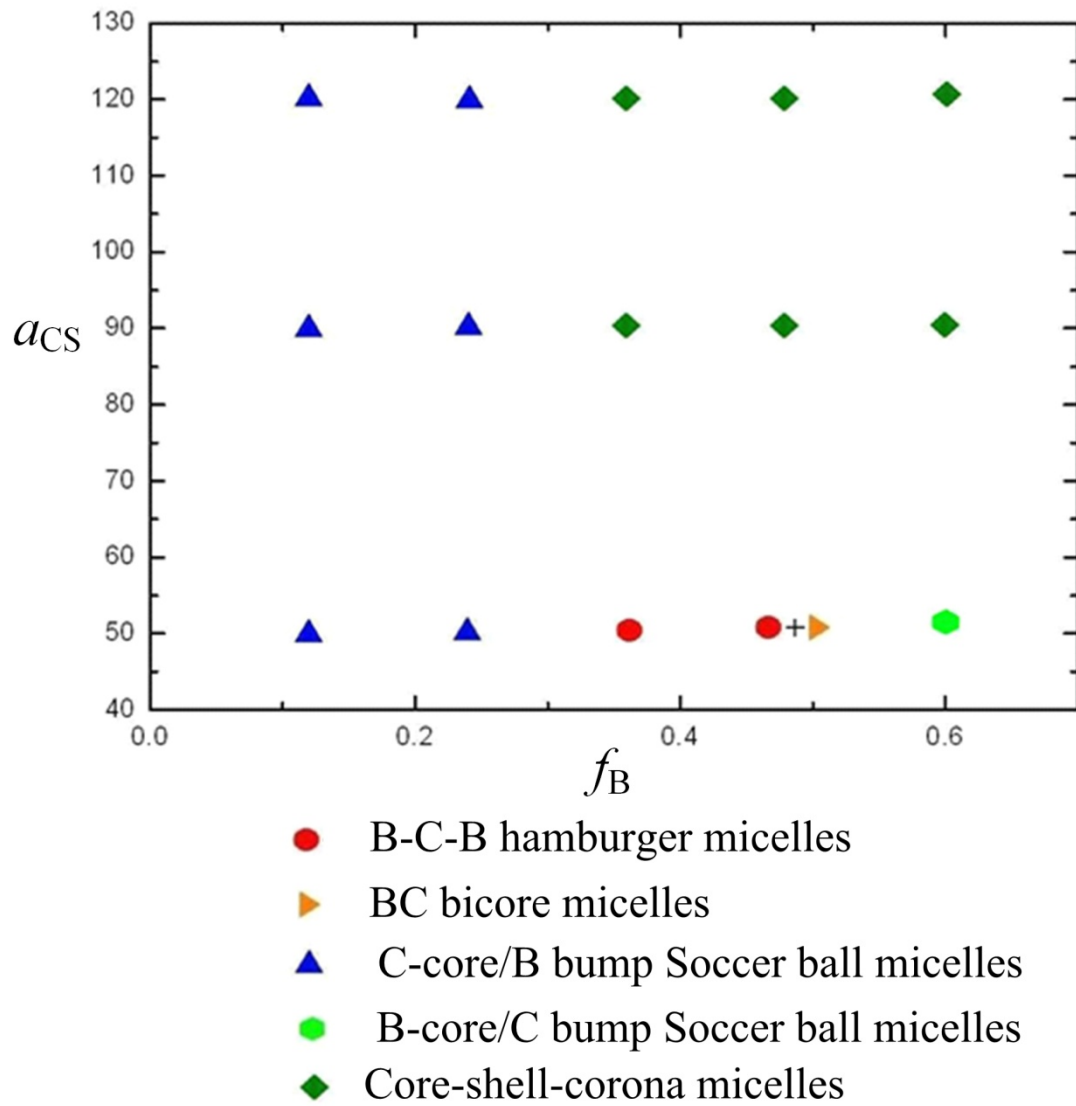 130
120
110
100
90
80
70
60
50
40
aCS
+
0.0 0.2 0.4 0.6
fB
B-C-B hamburger micelles
BC bicore micelles
C-core/B bump Soccer ball micelles
B-core/C bump Soccer ball micelles
Core-shell-corona micelles